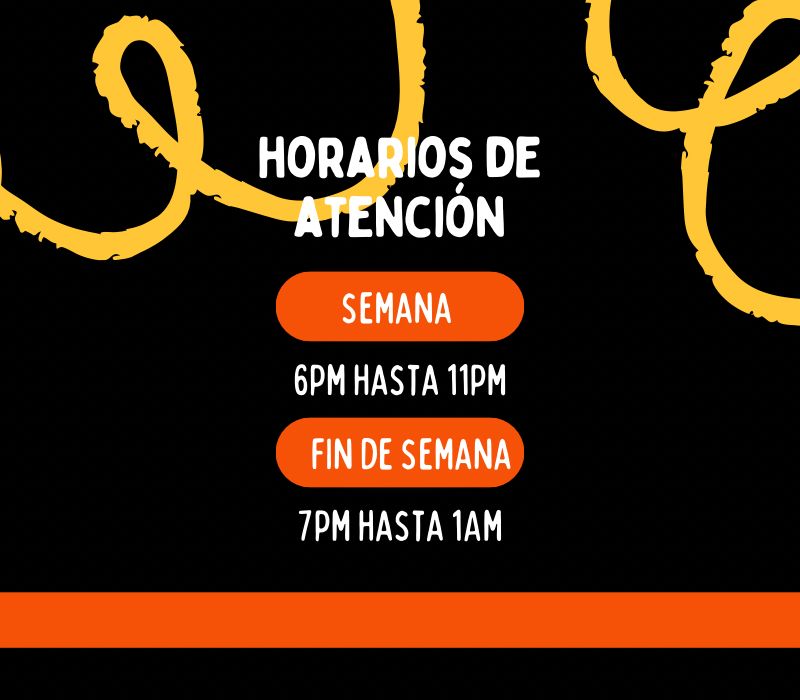 HORARIOS DE
ATENCIÓN
SEMANA
6PM HASTA 11PM
FIN DE SEMANA
7PM HASTA 1AM